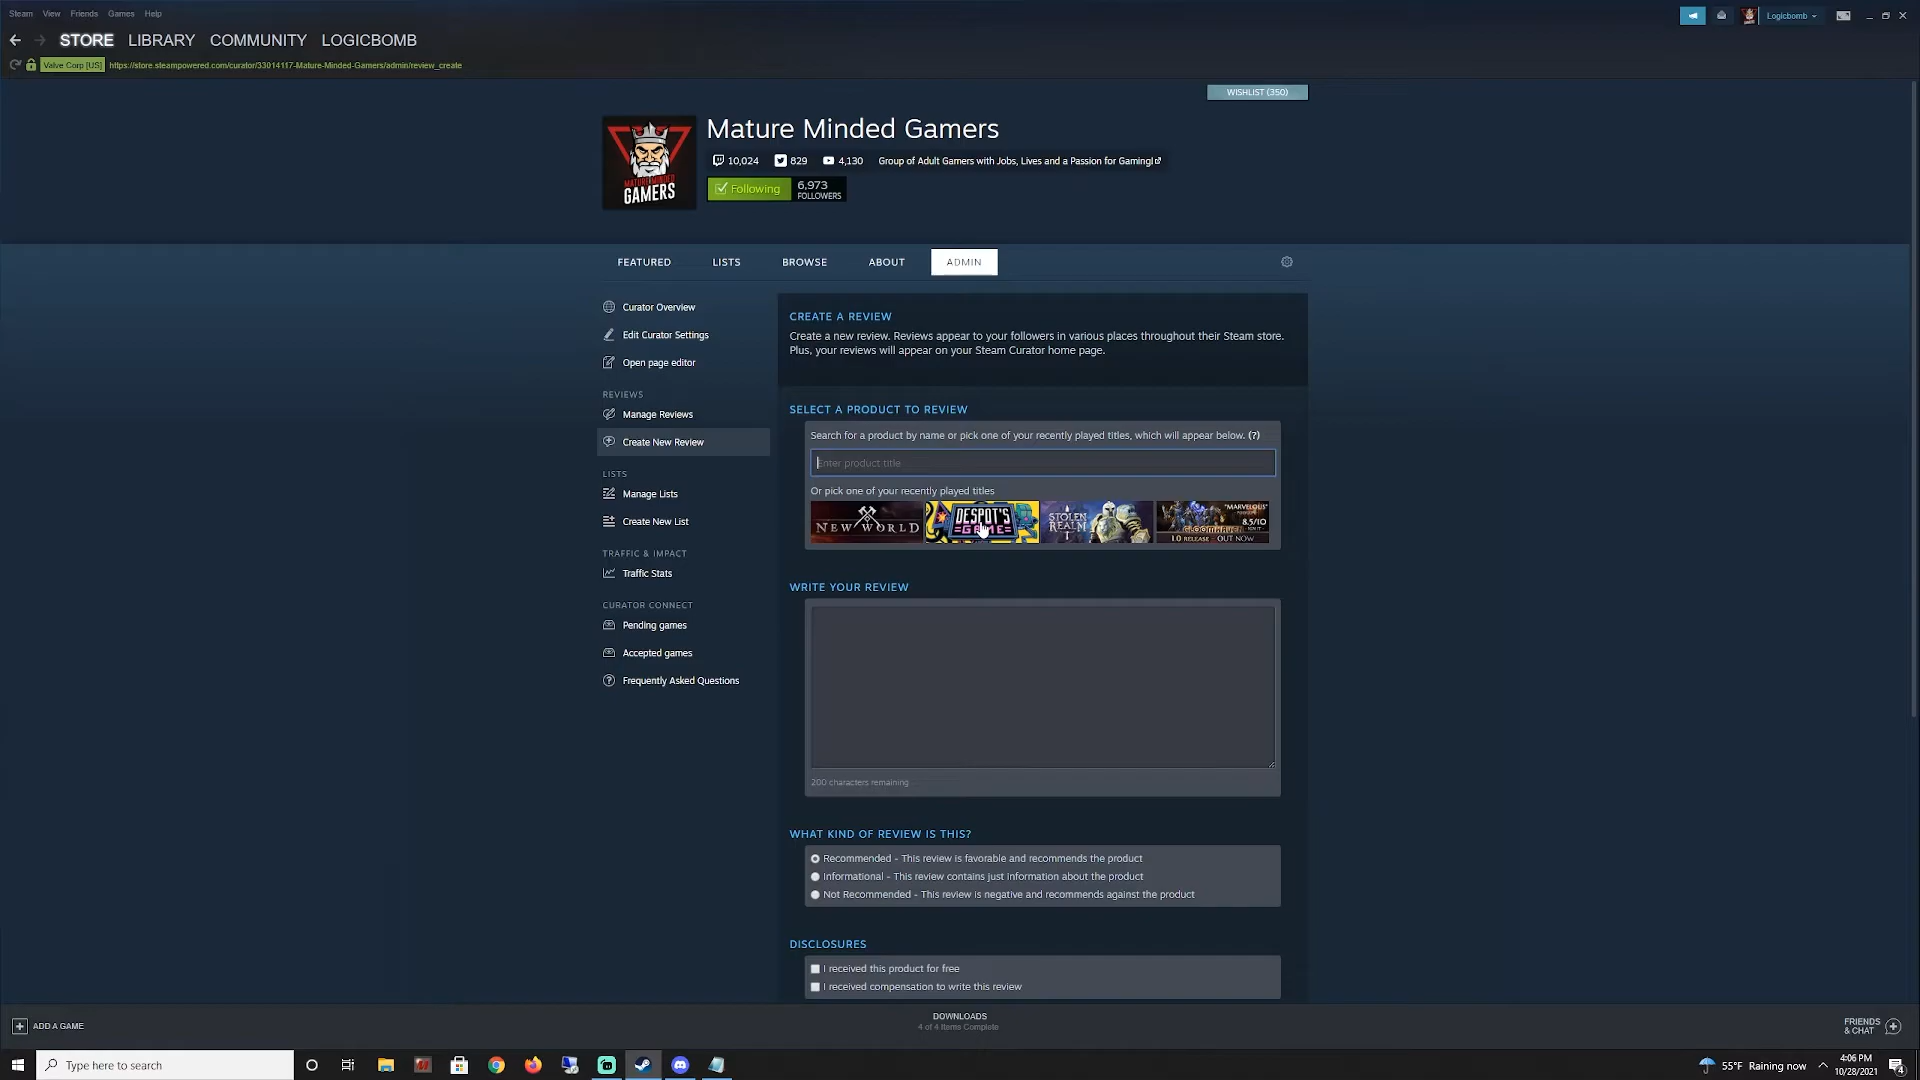 Steam View Friends Games Help
Logicbomb
STORE LIBRARY COMMUNITY LOGICBOMB
Valve Corp [US] https://store.steampowered.com/curator/33014117-Mature-Minded-Gamers/admin/review_create
WISHLIST (350)
MATURE MINDED
GAMERS
Mature Minded Gamers
10,024 829 4,130 Group of Adult Gamers with Jobs, Lives and a Passion for Gaming!
Following 6,973
FOLLOWERS
FEATURED LISTS BROWSE ABOUT ADMIN
Curator Overview
Edit Curator Settings
Open page editor
REVIEWS
Manage Reviews
Create New Review
LISTS
Manage Lists
Create New List
TRAFFIC & IMPACT
Traffic Stats
CURATOR CONNECT
Pending games
Accepted games
Frequently Asked Questions
CREATE A REVIEW
Create a new review. Reviews appear to your followers in various places throughout their Steam store.
Plus, your reviews will appear on your Steam Curator home page.
SELECT A PRODUCT TO REVIEW
Search for a product by name or pick one of your recently played titles, which will appear below. (?)
Enter product title
Or pick one of your recently played titles
NEW WORLD
DESPOT'S
GAME
STOLEN
REALM
"MARVELOUS"
8.5/10
GLOOMHAVEN
1.0 RELEASE - OUT NOW
WRITE YOUR REVIEW
200 characters remaining
WHAT KIND OF REVIEW IS THIS?
Recommended - This review is favorable and recommends the product
Informational - This review contains just information about the product
Not Recommended - This review is negative and recommends against the product
DISCLOSURES
I received this product for free
I received compensation to write this review
ADD A GAME
DOWNLOADS
4 of 4 Items Complete
FRIENDS
& CHAT
Type here to search
55°F Raining now
4:06 PM
10/28/2021
4